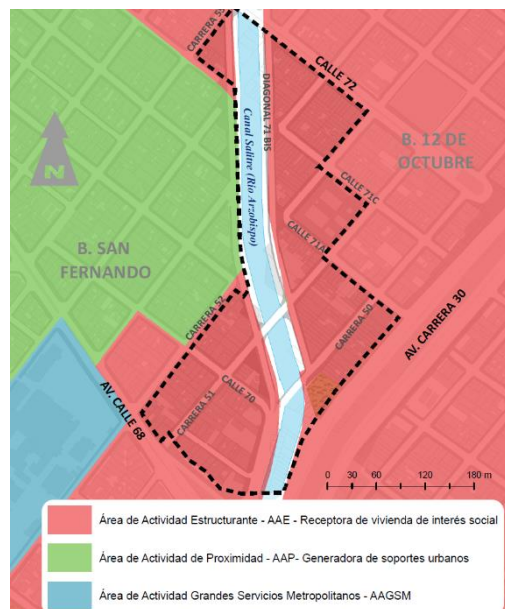 CARRERA 53
CALLE 72
DIAGONAL 71 BIS
Canal Salitre (Río Arzobispo)
B. 12 DE
OCTUBRE
N
CALLE 71C
B. SAN
FERNANDO
CALLE 71A
CARRERA 52
CARRERA 50
AV. CARRERA 30
CARRERA 51
CALLE 70
AV. CALLE 68
0 30 60 120 180 m
Área de Actividad Estructurante - AAE - Receptora de vivienda de interés social
Área de Actividad de Proximidad - AAP- Generadora de soportes urbanos
Área de Actividad Grandes Servicios Metropolitanos - AAGSM